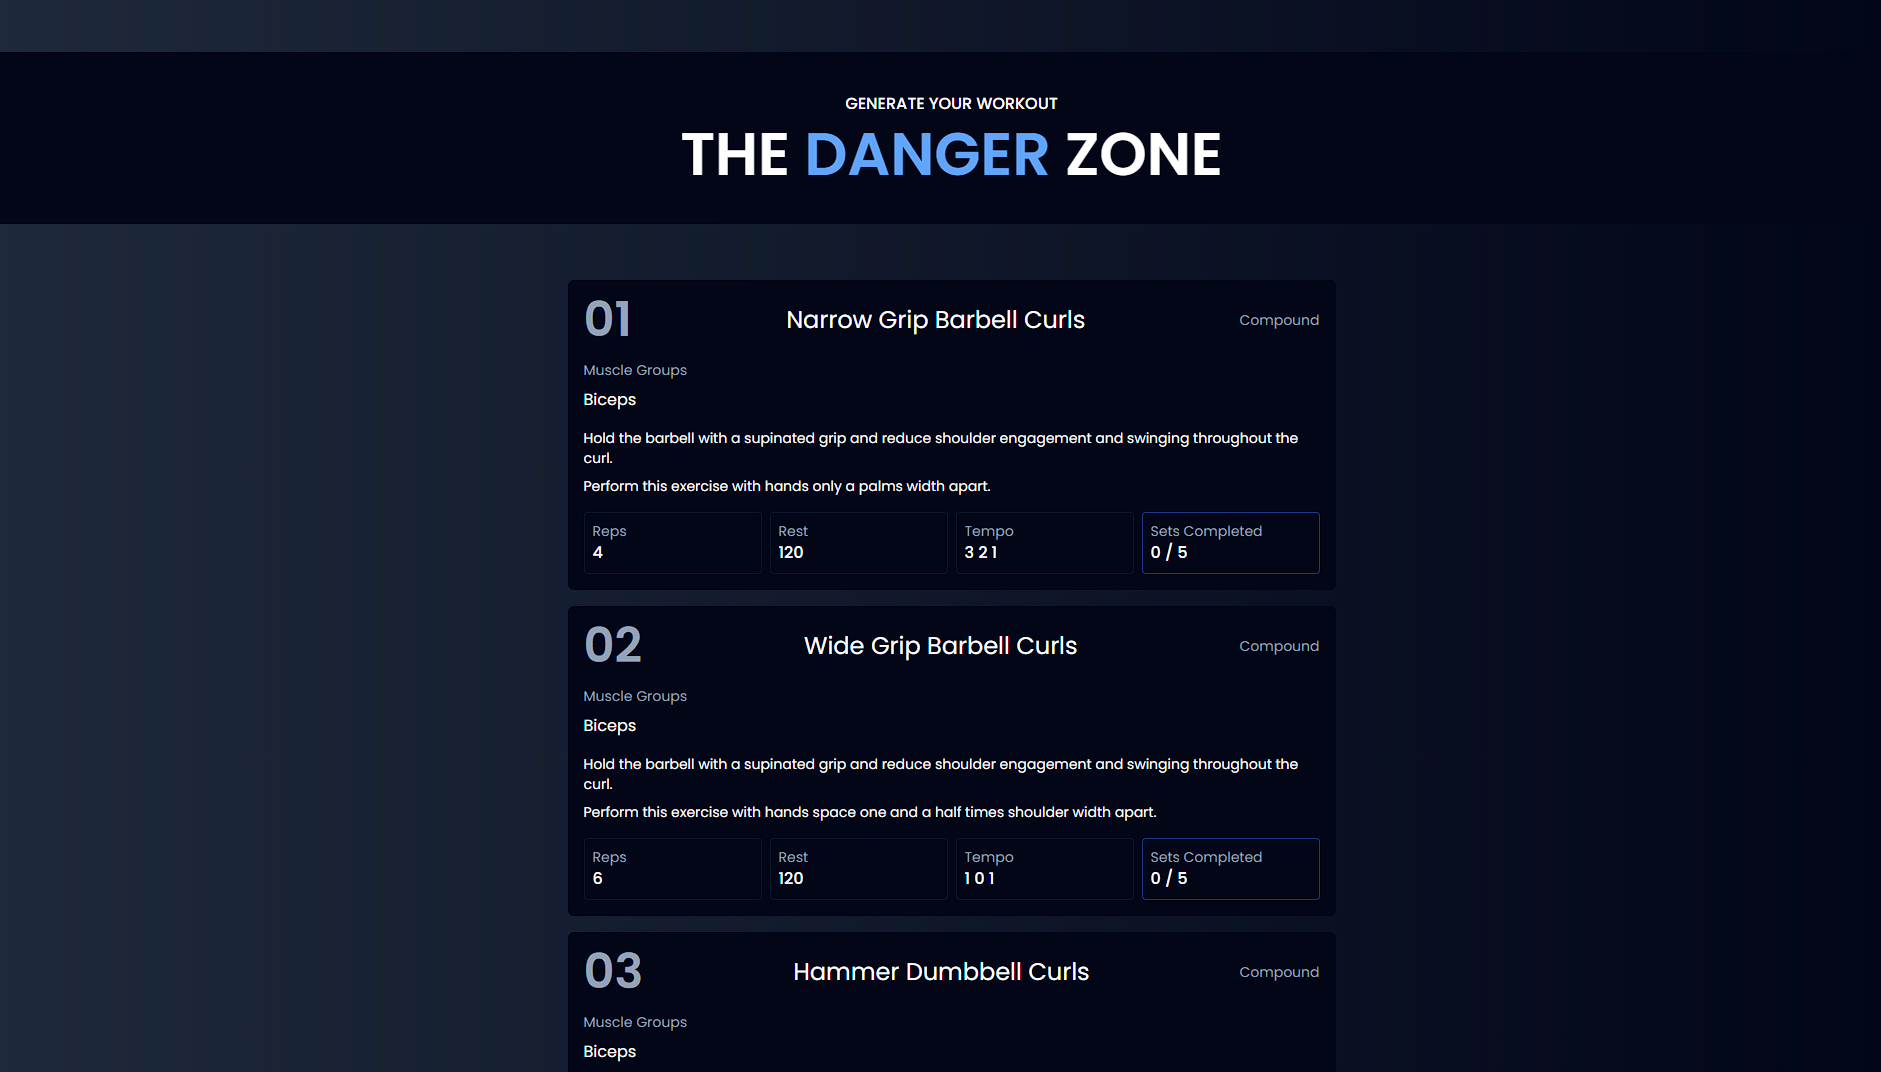 GENERATE YOUR WORKOUT
THE DANGER ZONE
01
Narrow Grip Barbell Curls
Compound
Muscle Groups
Biceps
Hold the barbell with a supinated grip and reduce shoulder engagement and swinging throughout the
curl.
Perform this exercise with hands only a palms width apart.
Reps
4
Rest
120
Tempo
3 2 1
Sets Completed
0 / 5
02
Wide Grip Barbell Curls
Compound
Muscle Groups
Biceps
Hold the barbell with a supinated grip and reduce shoulder engagement and swinging throughout the
curl.
Perform this exercise with hands space one and a half times shoulder width apart.
Reps
6
Rest
120
Tempo
1 0 1
Sets Completed
0 / 5
03
Hammer Dumbbell Curls
Compound
Muscle Groups
Biceps